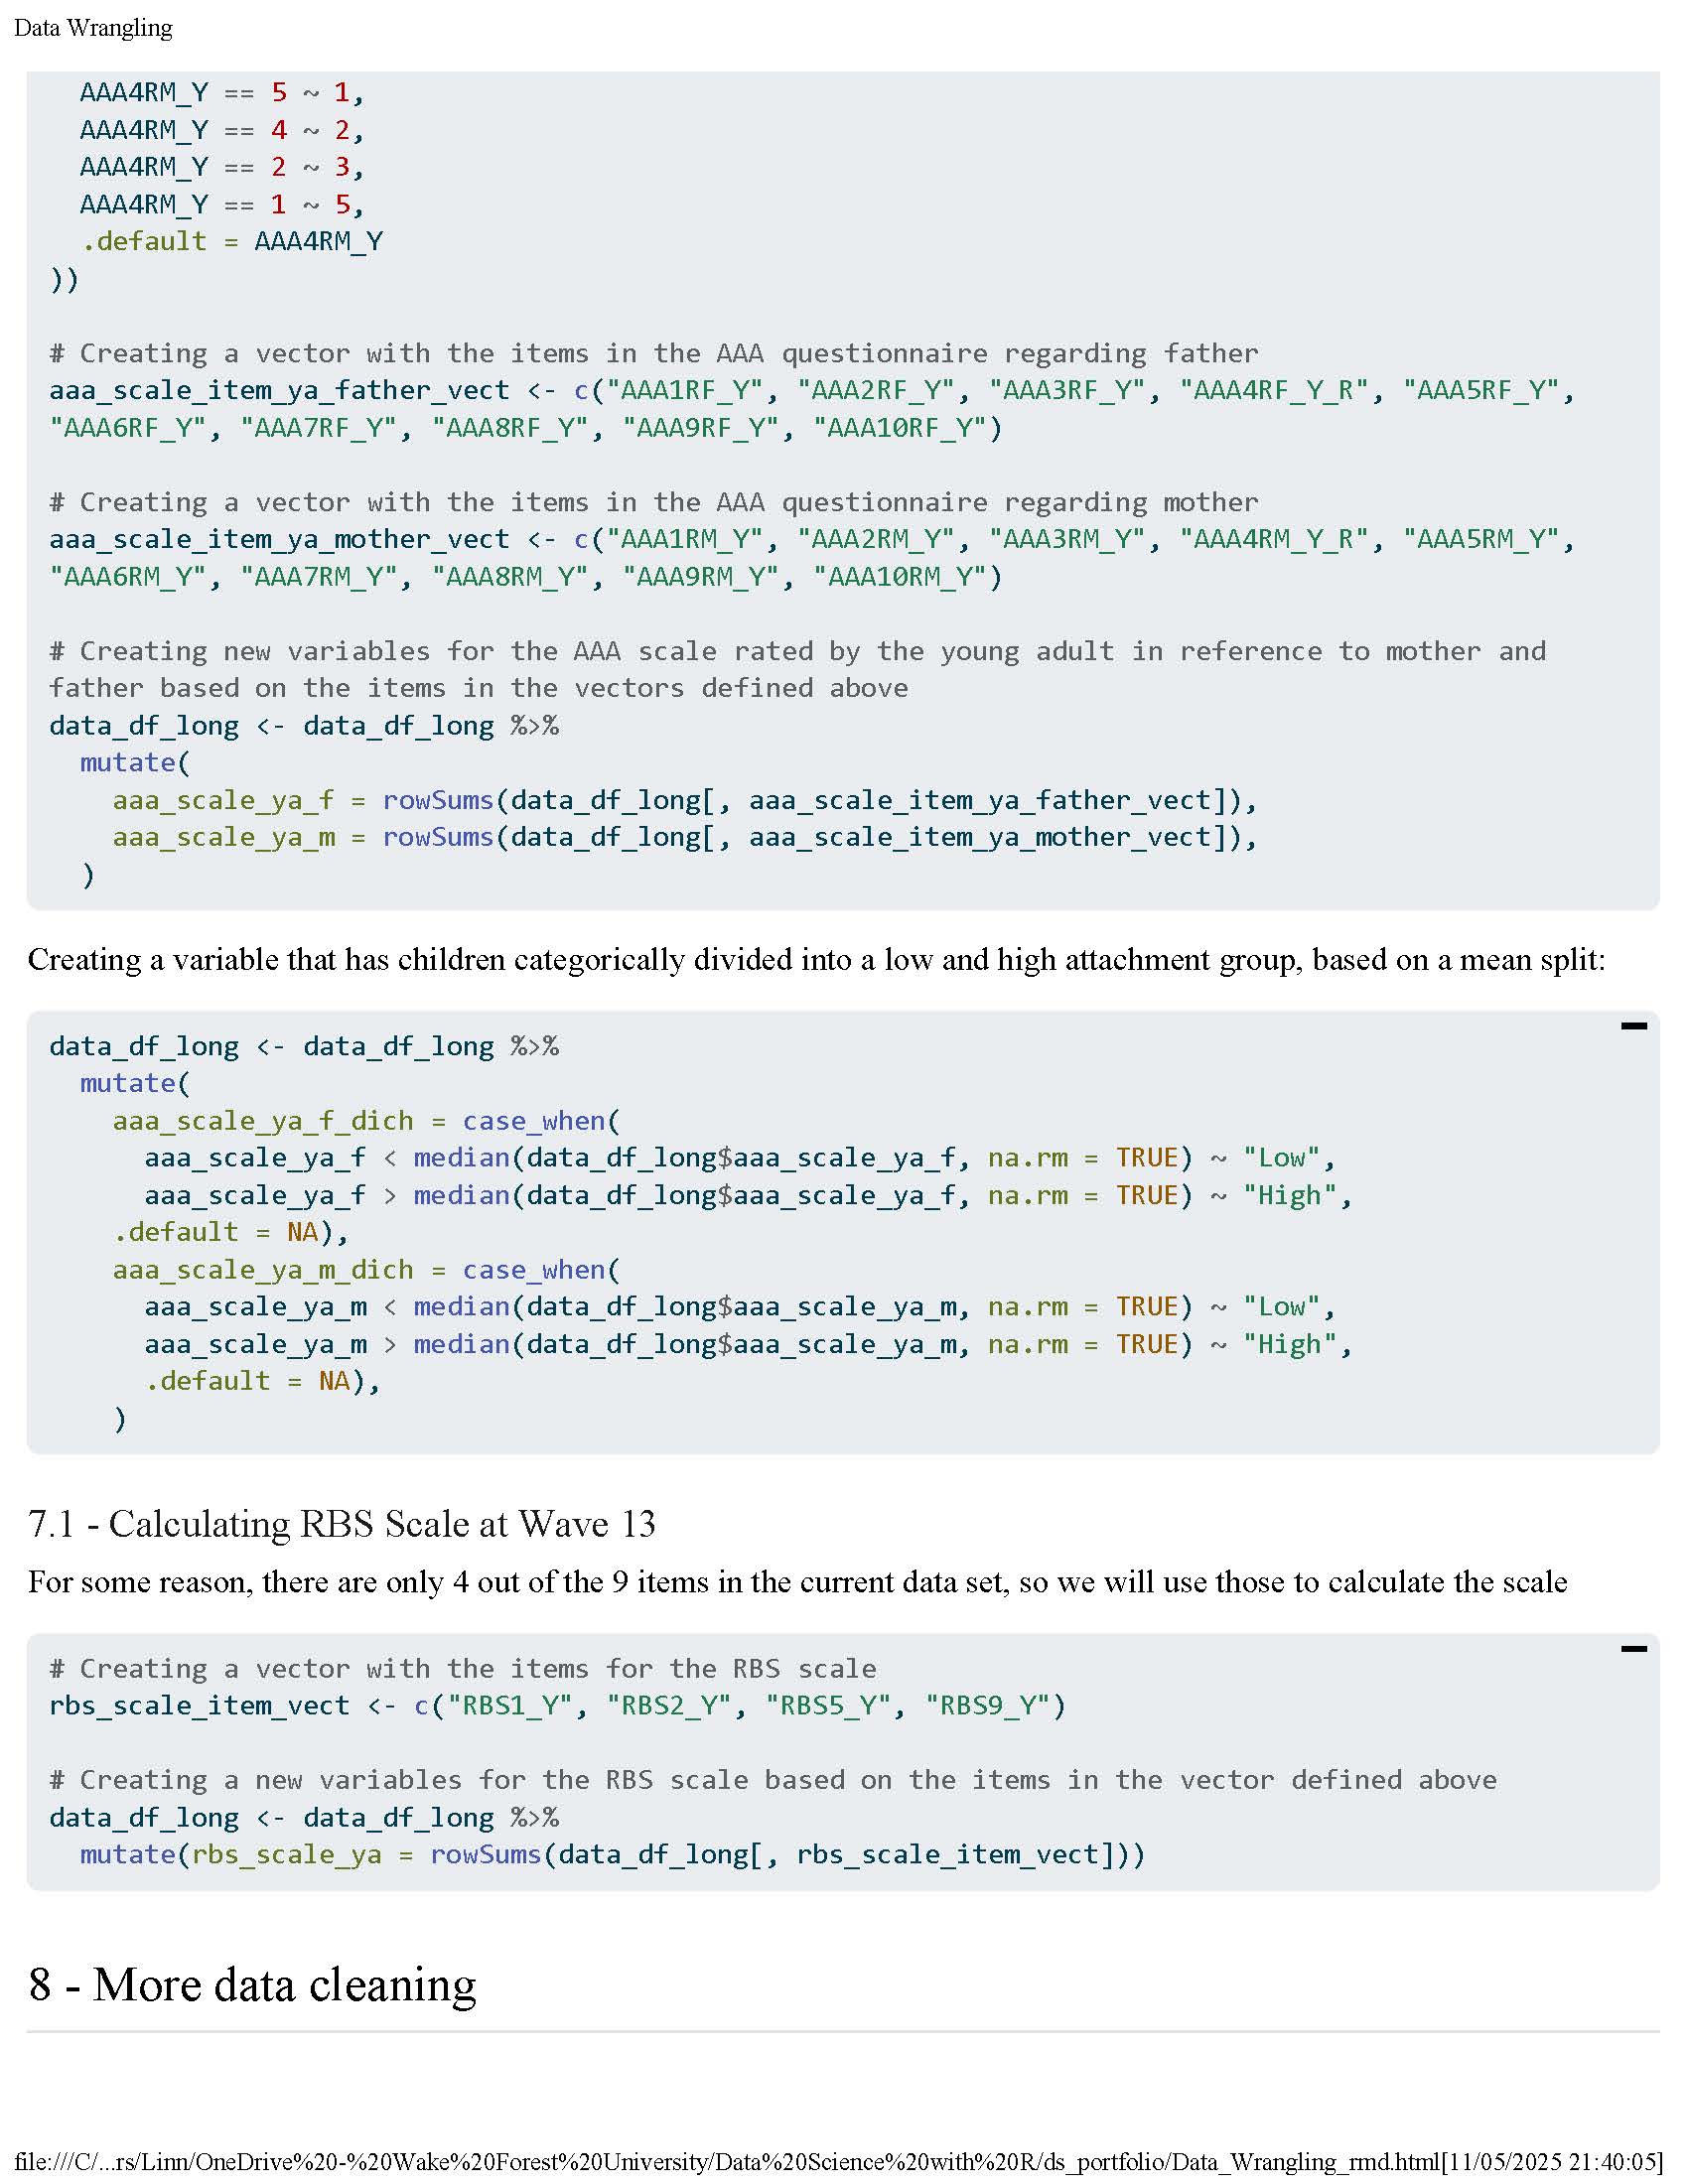 Data Wrangling
AAA4RM_Y == 5 ~ 1,
AAA4RM_Y == 4 ~ 2,
AAA4RM_Y == 2 ~ 3,
AAA4RM_Y == 1 ~ 5,
.default = AAA4RM_Y
))
# Creating a vector with the items in the AAA questionnaire regarding father
aaa_scale_item_ya_father_vect <- c("AAA1RF_Y", "AAA2RF_Y", "AAA3RF_Y", "AAA4RF_Y_R", "AAA5RF_Y",
"AAA6RF_Y", "AAA7RF_Y", "AAA8RF_Y", "AAA9RF_Y", "AAA10RF_Y")
# Creating a vector with the items in the AAA questionnaire regarding mother
aaa_scale_item_ya_mother_vect <- c("AAA1RM_Y", "AAA2RM_Y", "AAA3RM_Y", "AAA4RM_Y_R", "AAA5RM_Y",
"AAA6RM_Y", "AAA7RM_Y", "AAA8RM_Y", "AAA9RM_Y", "AAA10RM_Y")
# Creating new variables for the AAA scale rated by the young adult in reference to mother and
father based on the items in the vectors defined above
data_df_long <- data_df_long %>%
mutate(
aaa_scale_ya_f = rowSums(data_df_long[, aaa_scale_item_ya_father_vect]),
aaa_scale_ya_m = rowSums(data_df_long[, aaa_scale_item_ya_mother_vect]),
)
Creating a variable that has children categorically divided into a low and high attachment group, based on a mean split:
data_df_long <- data_df_long %>%
mutate(
aaa_scale_ya_f_dich = case_when(
aaa_scale_ya_f < median(data_df_long$aaa_scale_ya_f, na.rm = TRUE) ~ "Low",
aaa_scale_ya_f > median(data_df_long$aaa_scale_ya_f, na.rm = TRUE) ~ "High",
.default = NA),
aaa_scale_ya_m_dich = case_when(
aaa_scale_ya_m < median(data_df_long$aaa_scale_ya_m, na.rm = TRUE) ~ "Low",
aaa_scale_ya_m > median(data_df_long$aaa_scale_ya_m, na.rm = TRUE) ~ "High",
.default = NA),
)
7.1 - Calculating RBS Scale at Wave 13
For some reason, there are only 4 out of the 9 items in the current data set, so we will use those to calculate the scale
# Creating a vector with the items for the RBS scale
rbs_scale_item_vect <- c("RBS1_Y", "RBS2_Y", "RBS5_Y", "RBS9_Y")
# Creating a new variables for the RBS scale based on the items in the vector defined above
data_df_long <- data_df_long %>%
mutate(rbs_scale_ya = rowSums(data_df_long[, rbs_scale_item_vect]))
8 - More data cleaning
file:///C/...rs/Linn/OneDrive%20-%20Wake%20Forest%20University/Data%20Science%20with%20R/ds_portfolio/Data_Wrangling_rmd.html[11/05/2025 21:40:05]